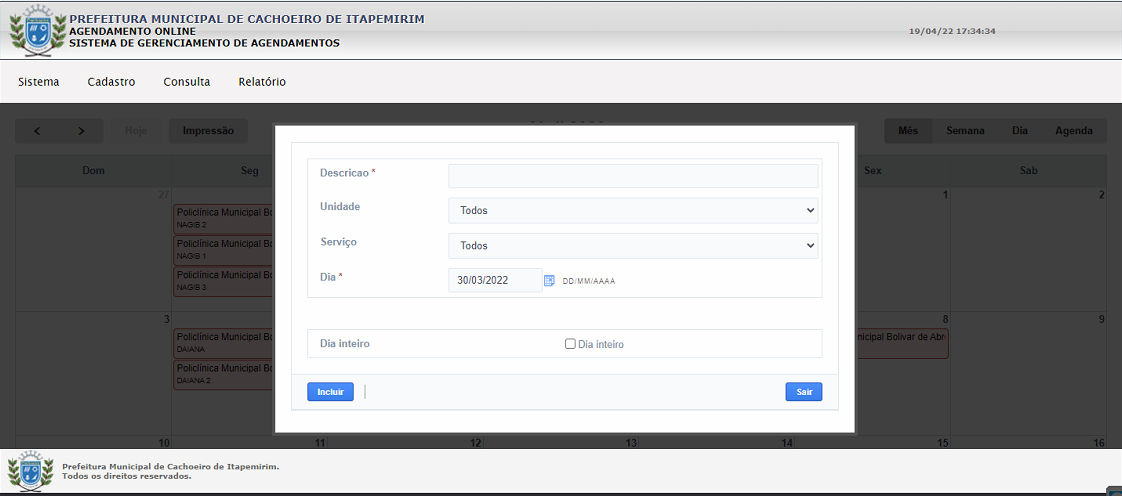 PREFEITURA MUNICIPAL DE CACHOEIRO DE ITAPEMIRIM
AGENDAMENTO ONLINE
SISTEMA DE GERENCIAMENTO DE AGENDAMENTOS
19/04/22 17:34:34
Sistema Cadastro Consulta Relatório
< > Hoje Impressão
Mês Semana Dia Agenda
Dom Seg Sex Sab
27 1 2
Policlínica Municipal Bo
NAGIB 2
Policlínica Municipal Bo
NAGIB 1
Policlínica Municipal Bo
NAGIB 3
3 8 9
Policlínica Municipal Bo
DAIANA
Policlínica Municipal Bo
DAIANA 2
nicipal Bolivar de Abr
10 11 12 13 14 15 16
Descricao *
Unidade Todos
Serviço Todos
Dia * 30/03/2022 DD/MM/AAAA
Dia inteiro Dia inteiro
Incluir Sair
Prefeitura Municipal de Cachoeiro de Itapemirim.
Todos os direitos reservados.